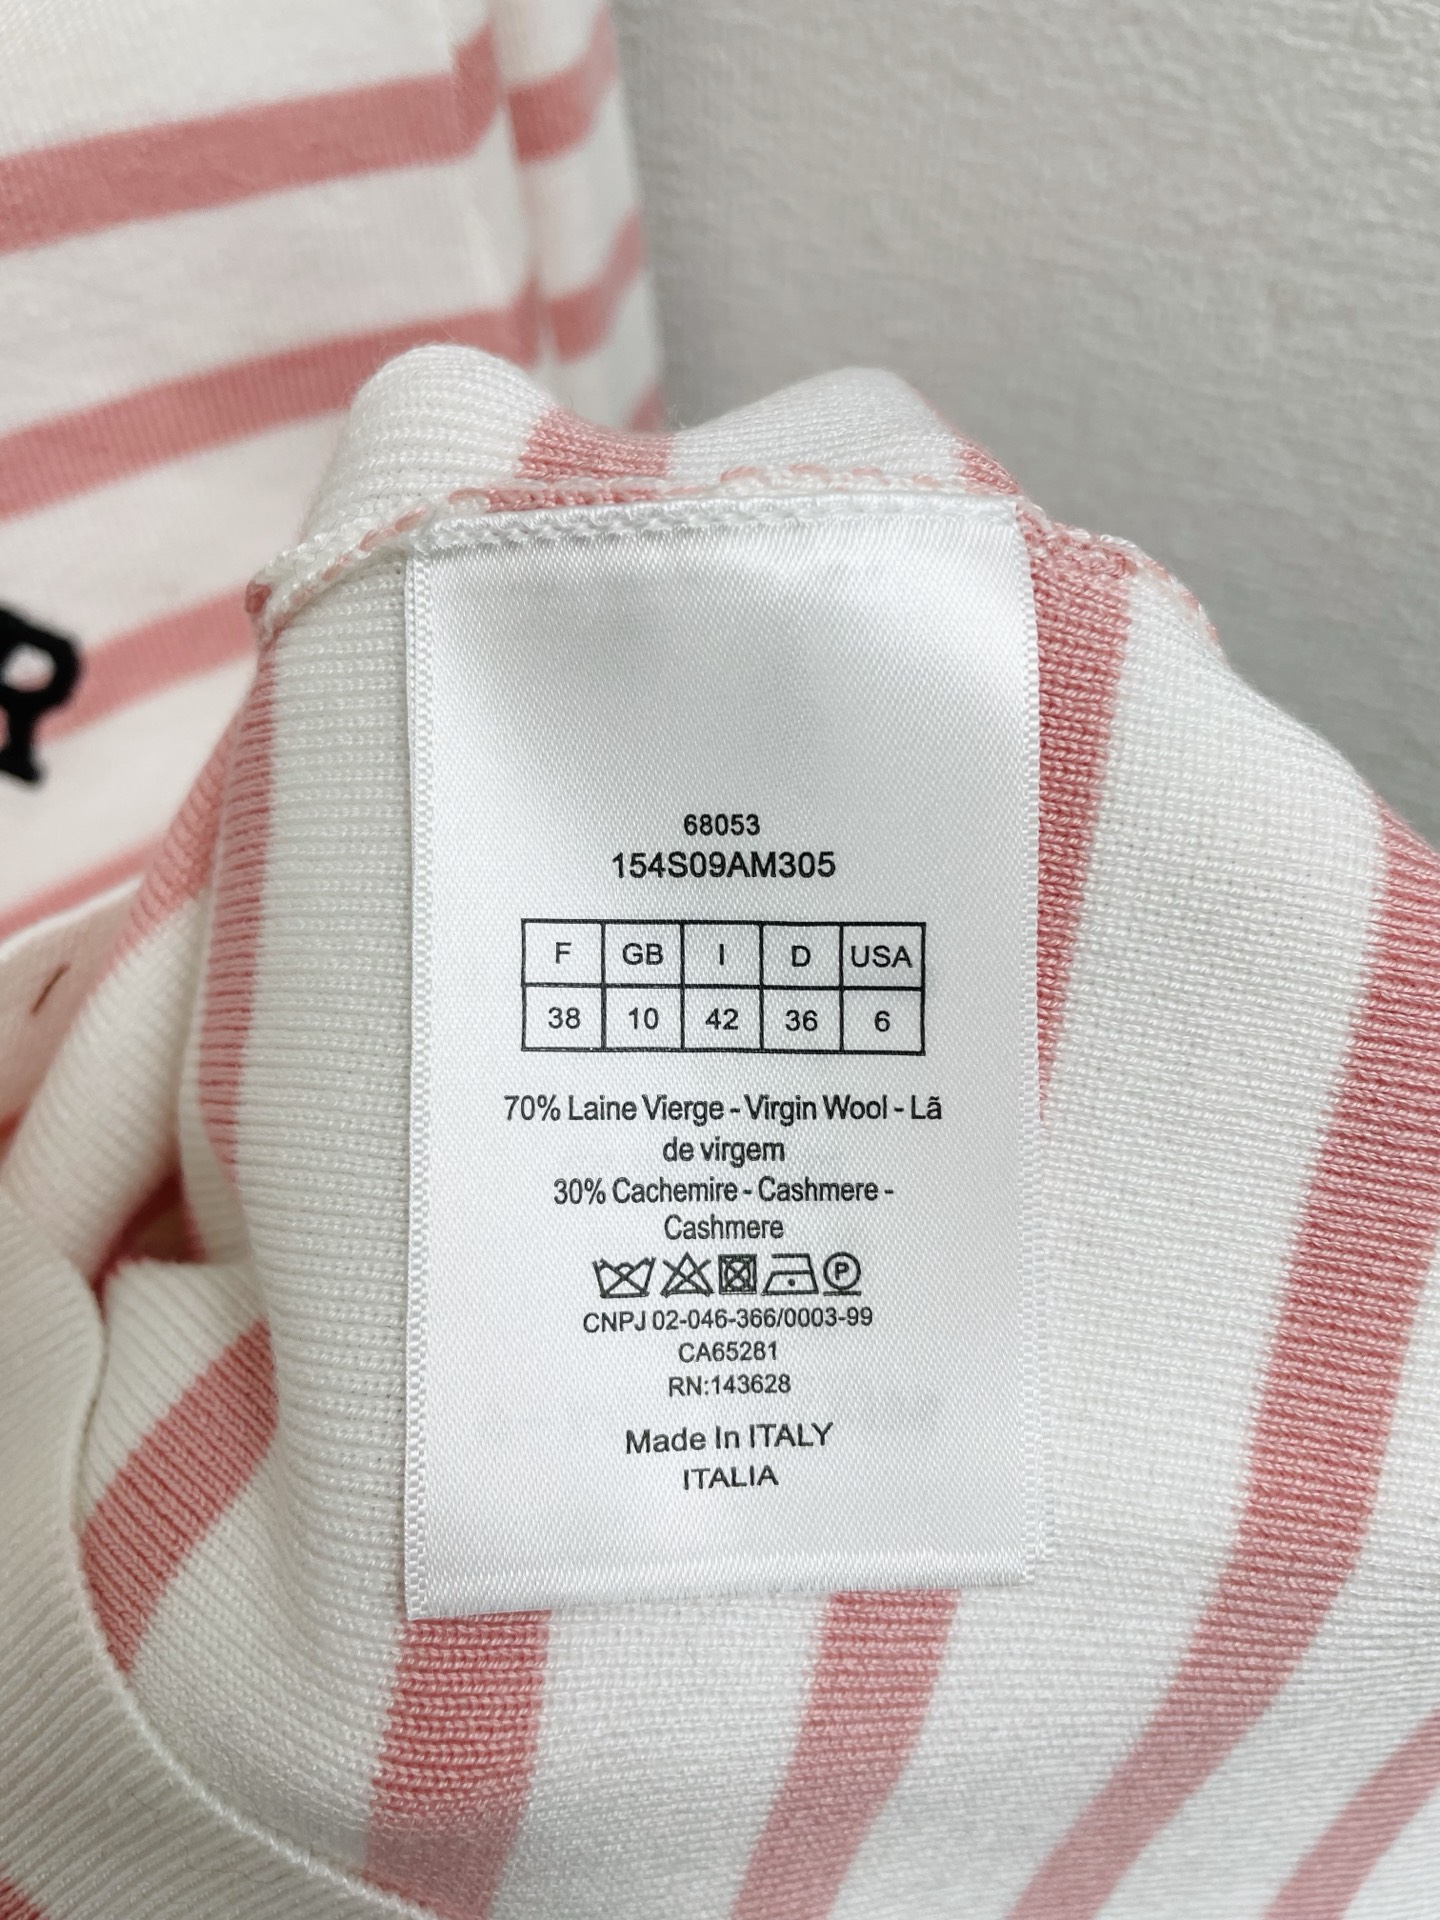 R
68053
154S09AM305
F GB I D USA
38 10 42 36 6
70% Laine Vierge - Virgin Wool - Lã
de virgem
30% Cachemire - Cashmere -
Cashmere
P
CNPJ 02-046-366/0003-99
CA65281
RN:143628
Made In ITALY
ITALIA